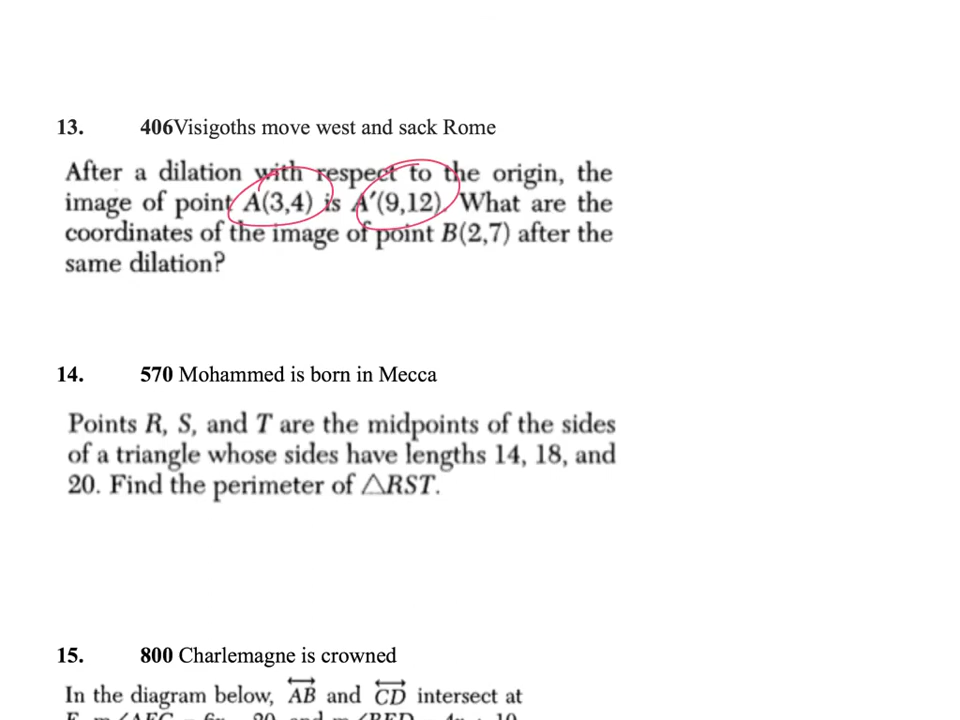 13. 406Visigoths move west and sack Rome
After a dilation with respect to the origin, the
image of point A(3,4) is A′(9,12). What are the
coordinates of the image of point B(2,7) after the
same dilation?
14. 570 Mohammed is born in Mecca
Points R, S, and T are the midpoints of the sides
of a triangle whose sides have lengths 14, 18, and
20. Find the perimeter of △RST.
15. 800 Charlemagne is crowned
In the diagram below, AB and CD intersect at